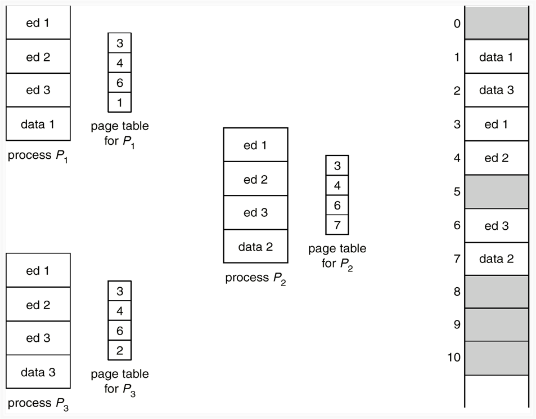 ed 1
ed 2
ed 3
data 1
process P1
3
4
6
1
page table
for P1
ed 1
ed 2
ed 3
data 2
process P2
3
4
6
7
page table
for P2
ed 1
ed 2
ed 3
data 3
process P3
3
4
6
2
page table
for P3
0
1 data 1
2 data 3
3 ed 1
4 ed 2
5
6 ed 3
7 data 2
8
9
10